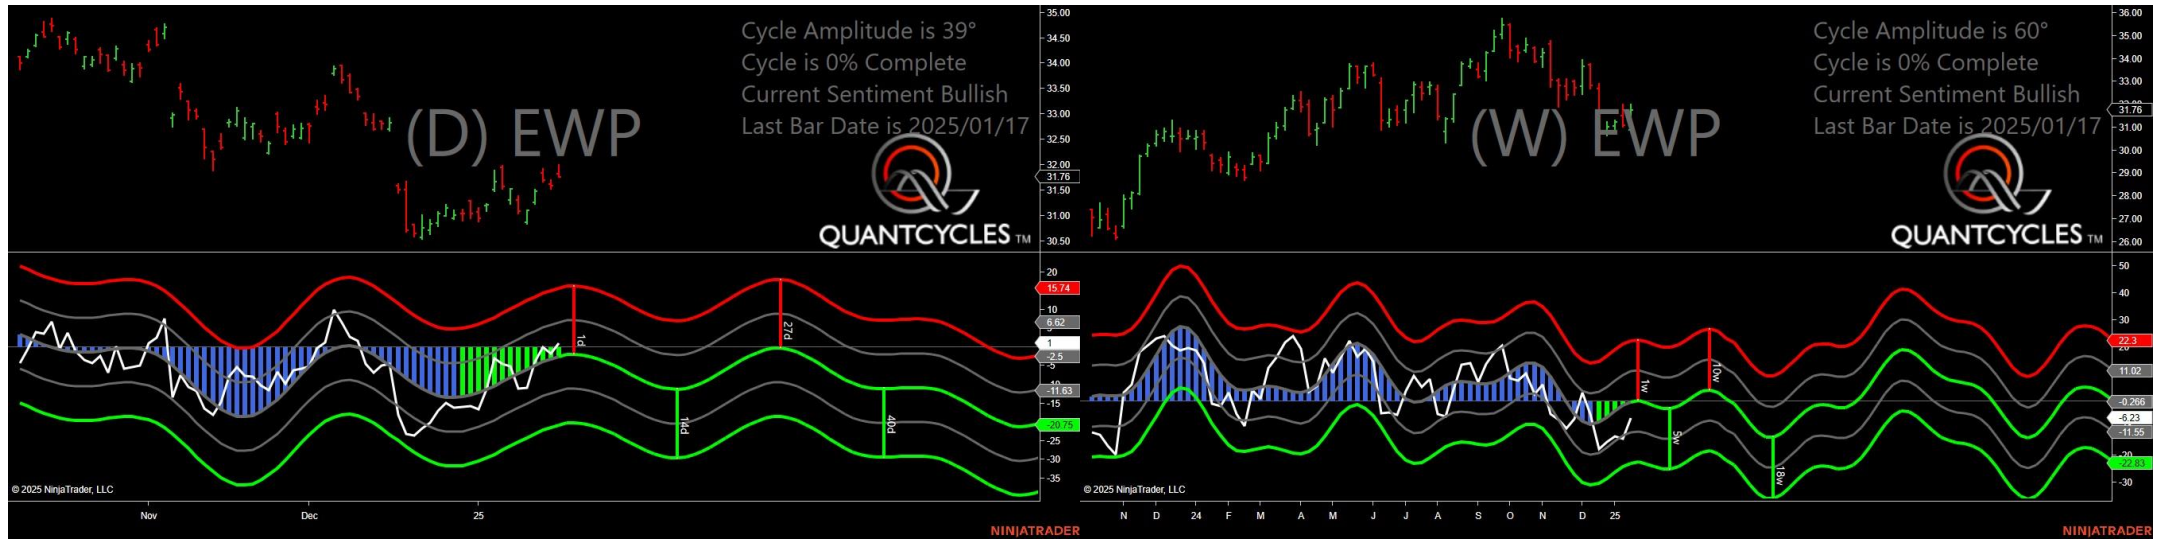 Cycle Amplitude is 39°
Cycle is 0% Complete
Current Sentiment Bullish
Last Bar Date is 2025/01/17
(D) EWP
QUANTCYCLES TM
35.00
34.50
34.00
33.50
33.00
32.50
32.00
31.76
31.50
31.00
30.50
20
15.74
10
6.62
1
-2.5
-5
-11.63
-15
-20.75
-25
-30
-35
1d
14d
27d
40d
© 2025 NinjaTrader, LLC
Nov
Dec
25
NINJATRADER
Cycle Amplitude is 60°
Cycle is 0% Complete
Current Sentiment Bullish
Last Bar Date is 2025/01/17
(W) EWP
QUANTCYCLES TM
36.00
35.00
34.00
33.00
31.76
31.00
30.00
29.00
28.00
27.00
26.00
50
40
30
22.3
11.02
-0.266
-6.23
-11.55
-22.83
-30
1w
5w
10w
18w
© 2025 NinjaTrader, LLC
N D 24 F M A M J J A S O N D 25
NINJATRADER